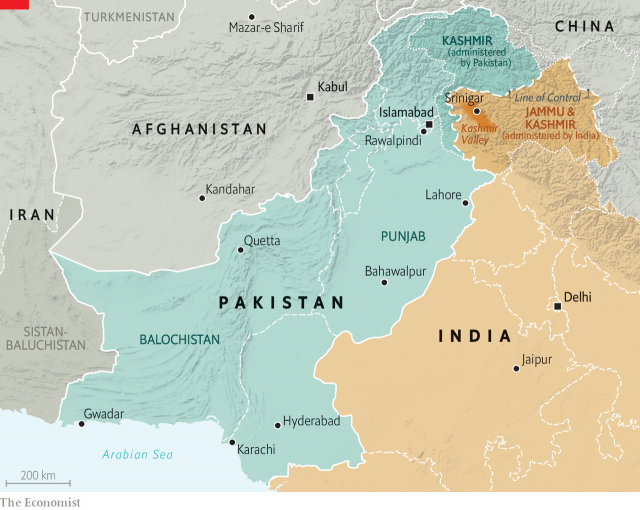 TURKMENISTAN
Mazar-e Sharif
CHINA
KASHMIR
(administered
by Pakistan)
Kabul
Srinigar
Line of Control
Islamabad
JAMMU &
KASHMIR
(administered by India)
AFGHANISTAN
Kashmir
Valley
Rawalpindi
Kandahar
Lahore
IRAN
Quetta
PUNJAB
Bahawalpur
PAKISTAN
Delhi
SISTAN-
BALUCHISTAN
BALOCHISTAN
INDIA
Jaipur
Gwadar
Hyderabad
Arabian Sea
Karachi
200 km
The Economist